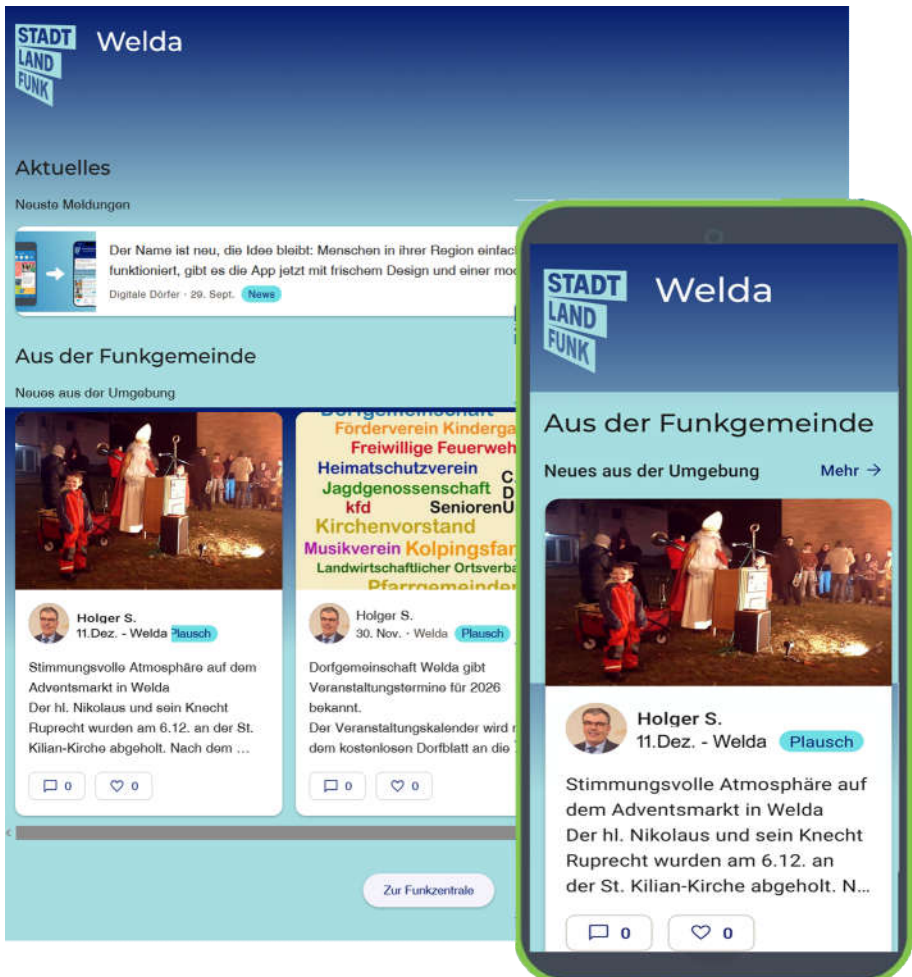 STADT
LAND
FUNK
Welda
Aktuelles
Neuste Meldungen
Der Name ist neu, die Idee bleibt: Menschen in ihrer Region einfac
funktioniert, gibt es die App jetzt mit frischem Design und einer mo
Digitale Dörfer · 29. Sept. News
Aus der Funkgemeinde
Neues aus der Umgebung
Holger S.
11.Dez. - Welda Plausch
Stimmungsvolle Atmosphäre auf dem
Adventsmarkt in Welda
Der hl. Nikolaus und sein Knecht
Ruprecht wurden am 6.12. an der St.
Kilian-Kirche abgeholt. Nach dem ...
0 0
Dorfgemeinschaft
Förderverein Kinderga
Freiwillige Feuerweh
Heimatschutzverein
C.
Jagdgenossenschaft D
kfd SeniorenU
Kirchenvorstand
Musikverein Kolpingsfam
Landwirtschaftlicher Ortsverba
Pfarrgemeinder
Holger S.
30. Nov. · Welda Plausch
Dorfgemeinschaft Welda gibt
Veranstaltungstermine für 2026
bekannt.
Der Veranstaltungskalender wird
dem kostenlosen Dorfblatt an die
0 0
Zur Funkzentrale
STADT
LAND
FUNK
Welda
Aus der Funkgemeinde
Neues aus der Umgebung Mehr →
Holger S.
11.Dez. - Welda Plausch
Stimmungsvolle Atmosphäre auf
dem Adventsmarkt in Welda
Der hl. Nikolaus und sein Knecht
Ruprecht wurden am 6.12. an
der St. Kilian-Kirche abgeholt. N...
0 0